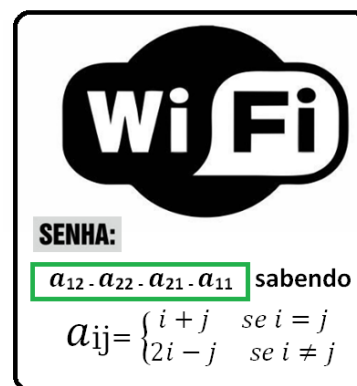 Wi Fi
SENHA:
a₁₂ - a₂₂ - a₂₁ - a₁₁ sabendo
aij= { i + j se i = j
2i − j se i ≠ j